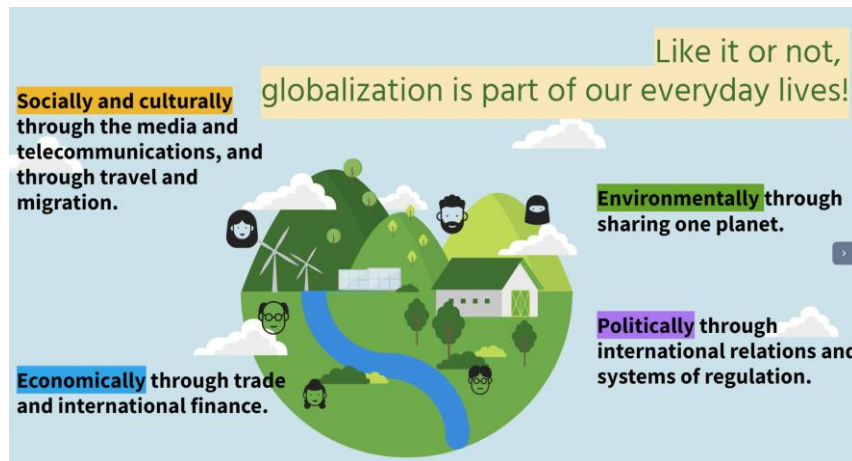 Like it or not,
globalization is part of our everyday lives!
Socially and culturally
through the media and
telecommunications, and
through travel and
migration.
Environmentally through
sharing one planet.
Politically through
international relations and
systems of regulation.
Economically through trade
and international finance.